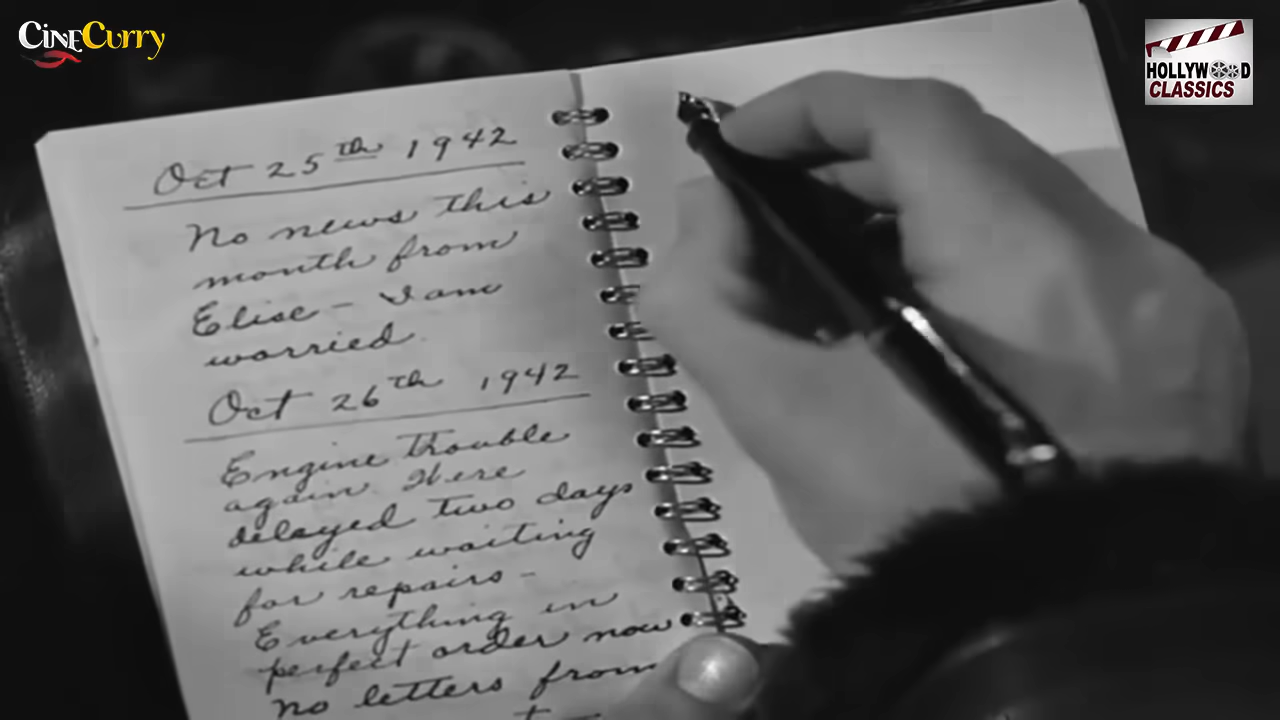 CINECURRY
HOLLYWOOD
CLASSICS
Oct 25th 1942
No news this
month from
Elise - I am
worried.
Oct 26th 1942
Engine trouble
again. Were
delayed two days
while waiting
for repairs -
Everything in
perfect order now
no letters from